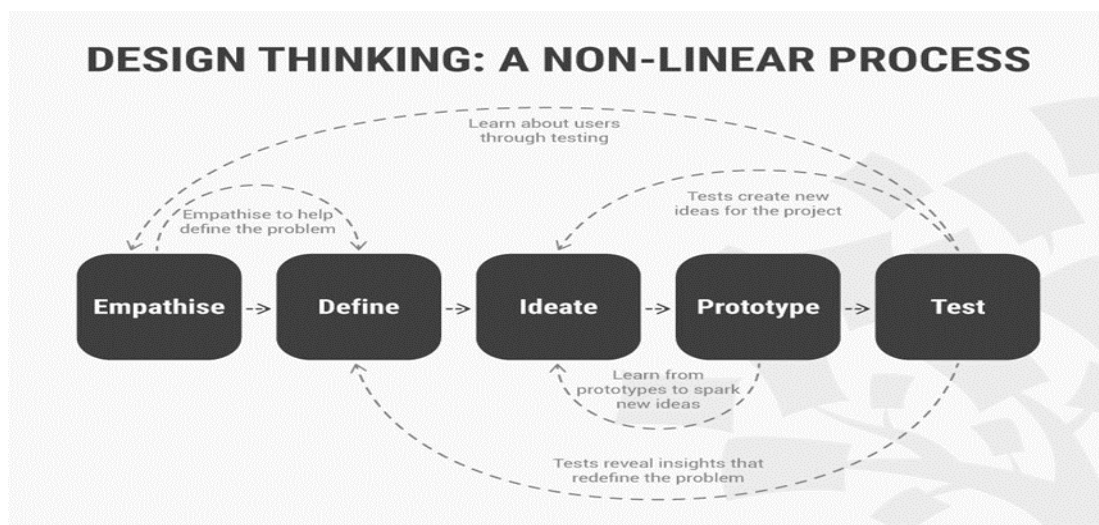 DESIGN THINKING: A NON-LINEAR PROCESS
Learn about users
through testing
Tests create new
ideas for the project
Empathise to help
define the problem
Empathise
Define
Ideate
Prototype
Test
Learn from
prototypes to spark
new ideas
Tests reveal insights that
redefine the problem